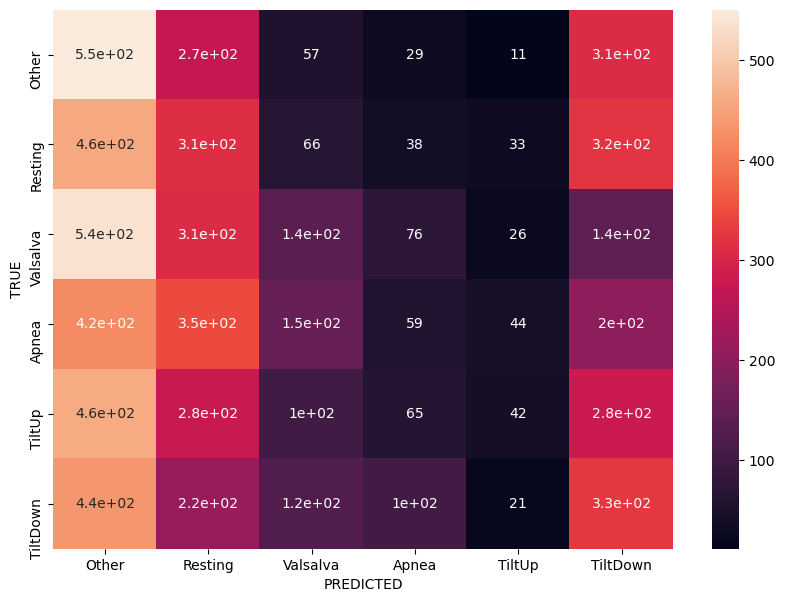 Other 5.5e+02 2.7e+02 57 29 11 3.1e+02
Resting 4.6e+02 3.1e+02 66 38 33 3.2e+02
Valsalva 5.4e+02 3.1e+02 1.4e+02 76 26 1.4e+02
Apnea 4.2e+02 3.5e+02 1.5e+02 59 44 2e+02
TiltUp 4.6e+02 2.8e+02 1e+02 65 42 2.8e+02
TiltDown 4.4e+02 2.2e+02 1.2e+02 1e+02 21 3.3e+02
TRUE
Other Resting Valsalva Apnea TiltUp TiltDown
PREDICTED
500
400
300
200
100